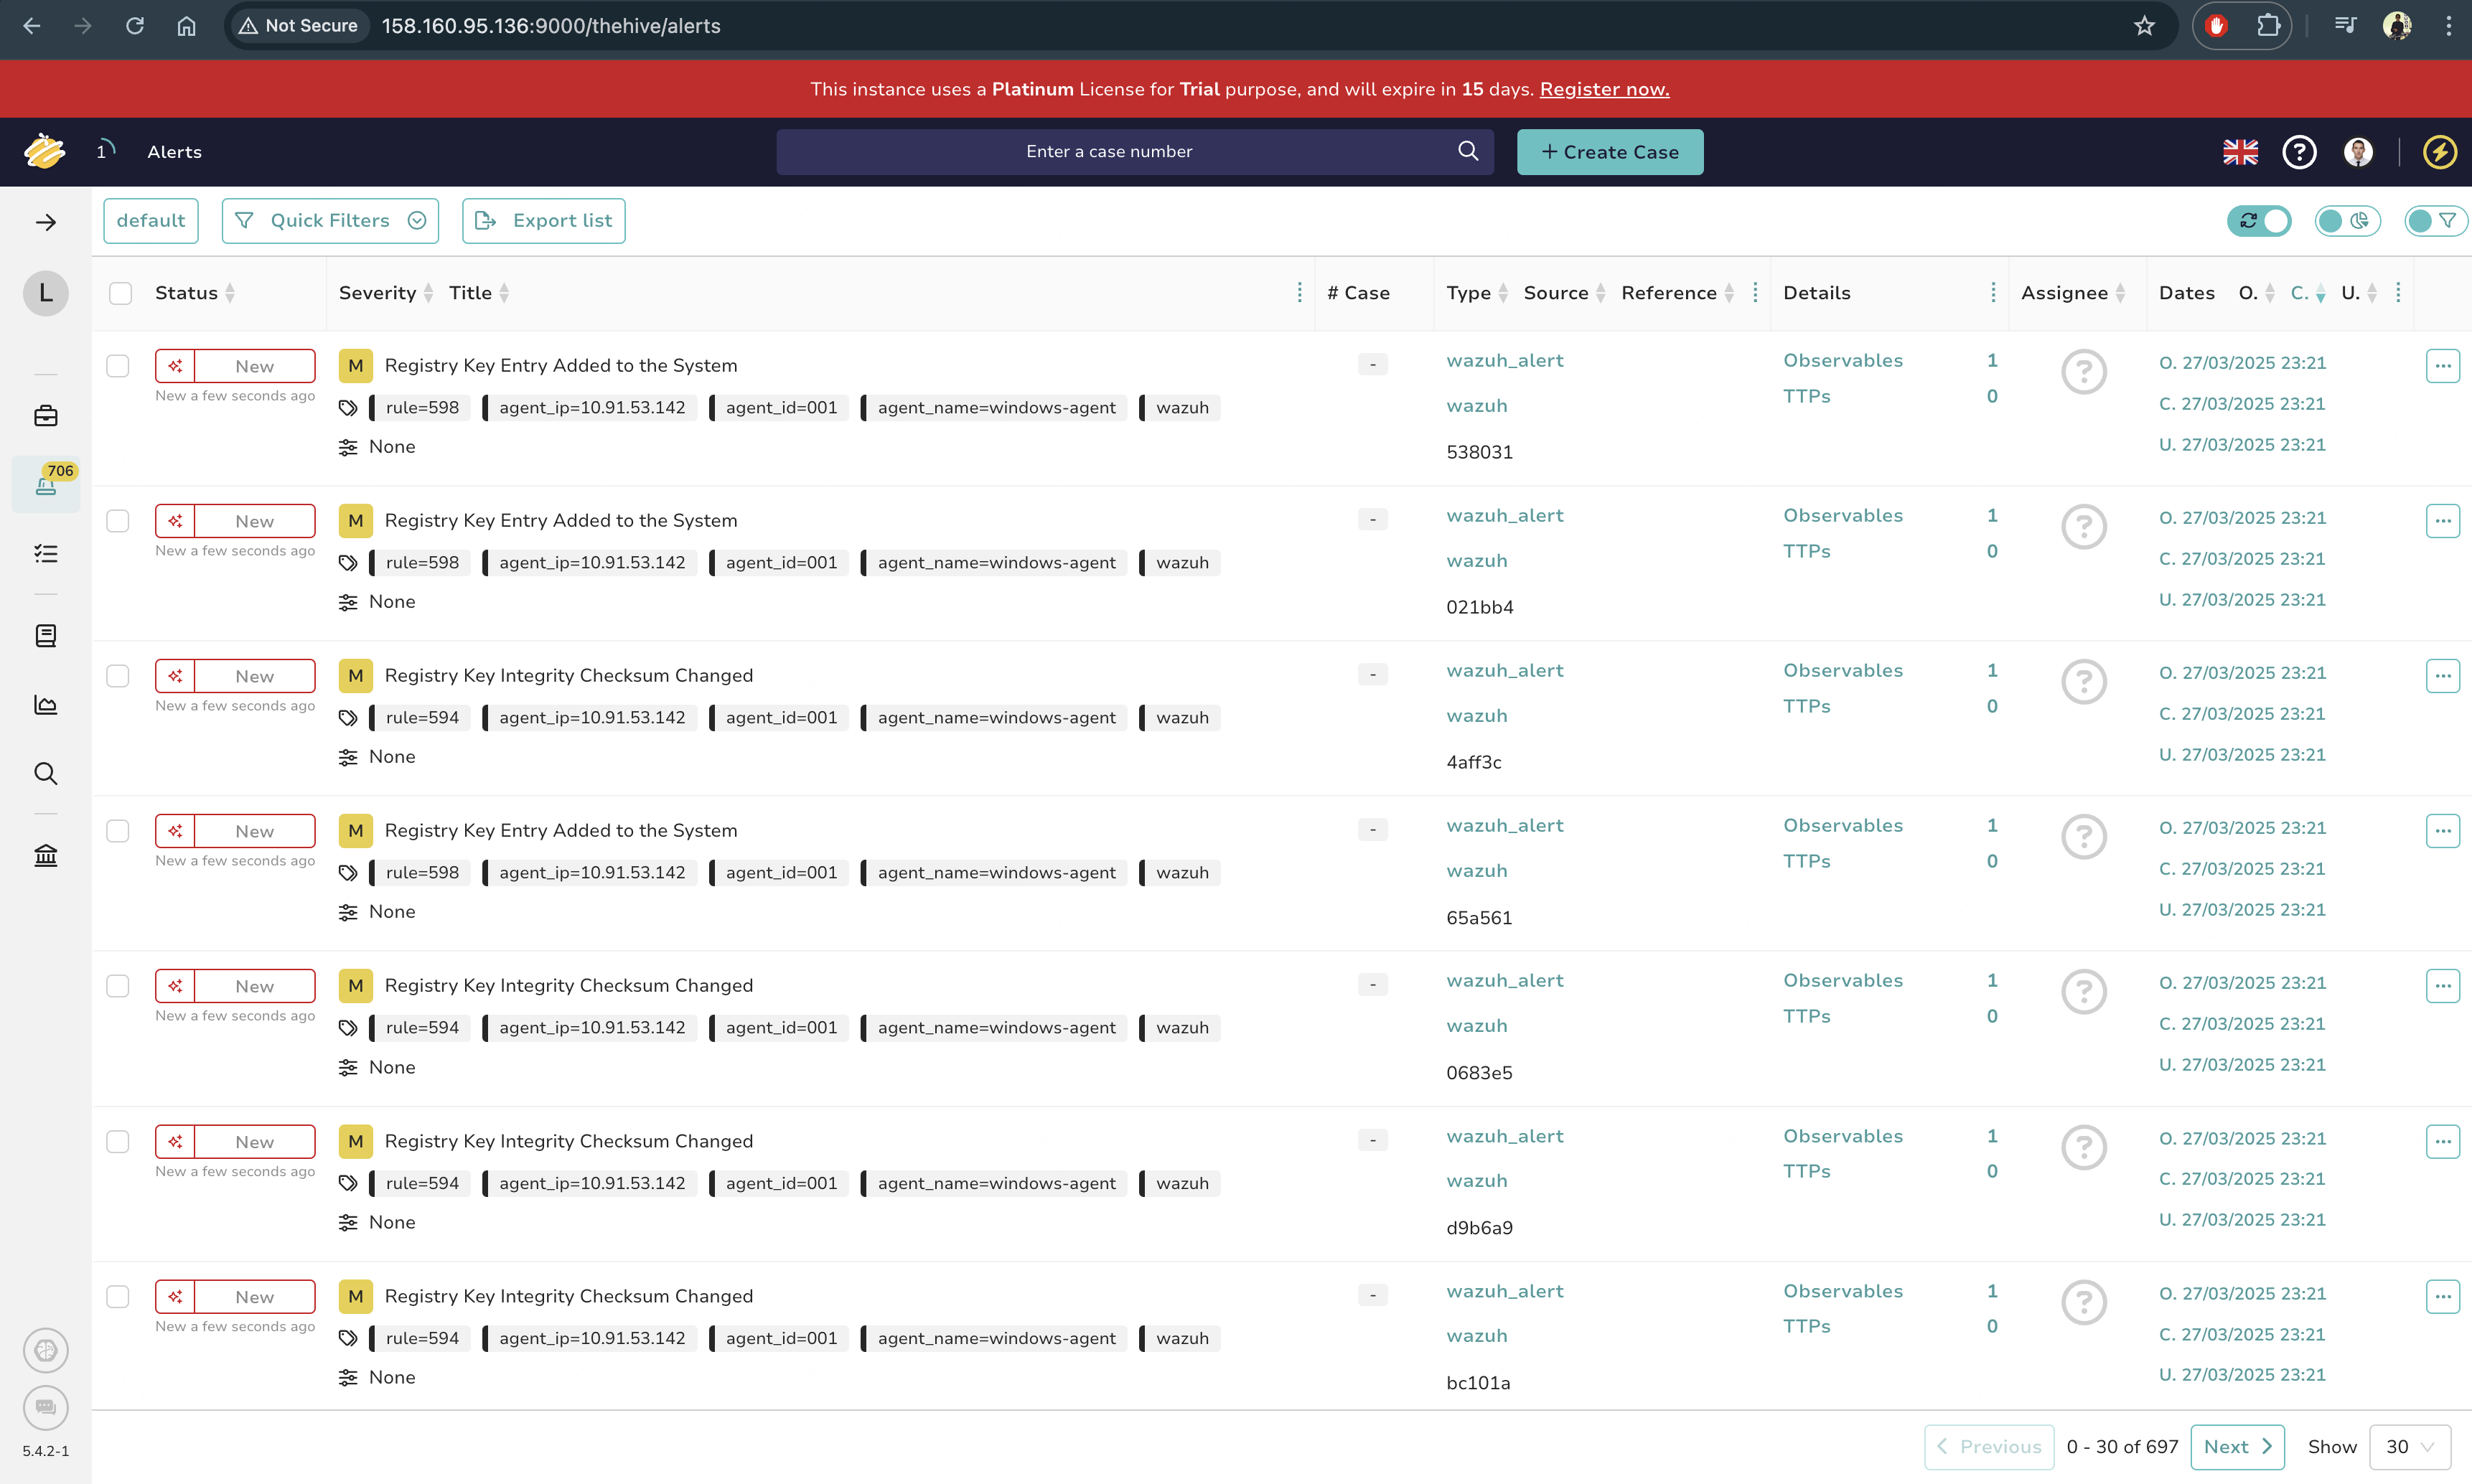 Not Secure 158.160.95.136:9000/thehive/alerts
This instance uses a Platinum License for Trial purpose, and will expire in 15 days. Register now.
1 Alerts Enter a case number + Create Case
default Quick Filters Export list
L
Status Severity Title # Case Type Source Reference Details Assignee Dates O. C. U.
New M Registry Key Entry Added to the System - wazuh_alert Observables 1 O. 27/03/2025 23:21
New a few seconds ago rule=598 agent_ip=10.91.53.142 agent_id=001 agent_name=windows-agent wazuh wazuh TTPs 0 C. 27/03/2025 23:21
None 538031 U. 27/03/2025 23:21
706
New M Registry Key Entry Added to the System - wazuh_alert Observables 1 O. 27/03/2025 23:21
New a few seconds ago rule=598 agent_ip=10.91.53.142 agent_id=001 agent_name=windows-agent wazuh wazuh TTPs 0 C. 27/03/2025 23:21
None 021bb4 U. 27/03/2025 23:21
New M Registry Key Integrity Checksum Changed - wazuh_alert Observables 1 O. 27/03/2025 23:21
New a few seconds ago rule=594 agent_ip=10.91.53.142 agent_id=001 agent_name=windows-agent wazuh wazuh TTPs 0 C. 27/03/2025 23:21
None 4aff3c U. 27/03/2025 23:21
New M Registry Key Entry Added to the System - wazuh_alert Observables 1 O. 27/03/2025 23:21
New a few seconds ago rule=598 agent_ip=10.91.53.142 agent_id=001 agent_name=windows-agent wazuh wazuh TTPs 0 C. 27/03/2025 23:21
None 65a561 U. 27/03/2025 23:21
New M Registry Key Integrity Checksum Changed - wazuh_alert Observables 1 O. 27/03/2025 23:21
New a few seconds ago rule=594 agent_ip=10.91.53.142 agent_id=001 agent_name=windows-agent wazuh wazuh TTPs 0 C. 27/03/2025 23:21
None 0683e5 U. 27/03/2025 23:21
New M Registry Key Integrity Checksum Changed - wazuh_alert Observables 1 O. 27/03/2025 23:21
New a few seconds ago rule=594 agent_ip=10.91.53.142 agent_id=001 agent_name=windows-agent wazuh wazuh TTPs 0 C. 27/03/2025 23:21
None d9b6a9 U. 27/03/2025 23:21
New M Registry Key Integrity Checksum Changed - wazuh_alert Observables 1 O. 27/03/2025 23:21
New a few seconds ago rule=594 agent_ip=10.91.53.142 agent_id=001 agent_name=windows-agent wazuh wazuh TTPs 0 C. 27/03/2025 23:21
None bc101a U. 27/03/2025 23:21
5.4.2-1 Previous 0 - 30 of 697 Next Show 30